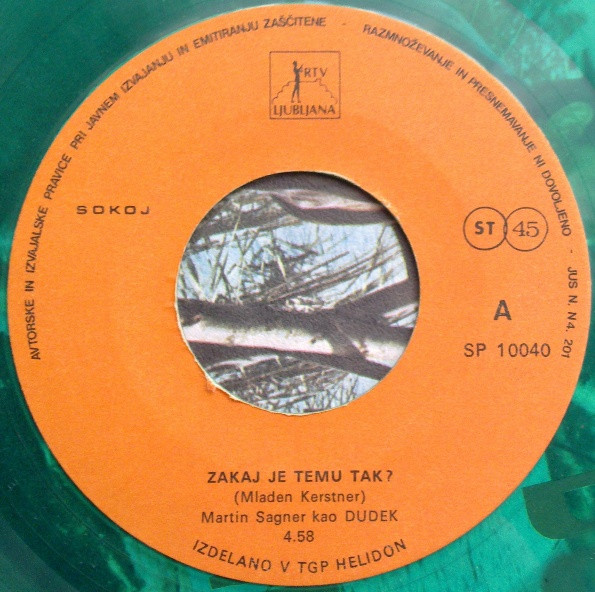 AVTORSKE IN IZVAJALSKE PRAVICE PRI JAVNEM IZVAJANJU IN EMITIRANJU ZAŠČITENE - RAZMNOŽEVANJE IN PRESNEMAVANJE NI DOVOLJENO - JUS N. N4. 201
RTV
LJUBLJANA
SOKOJ
ST 45
A
SP 10040
ZAKAJ JE TEMU TAK?
(Mladen Kerstner)
Martin Sagner kao DUDEK
4.58
IZDELANO V TGP HELIDON